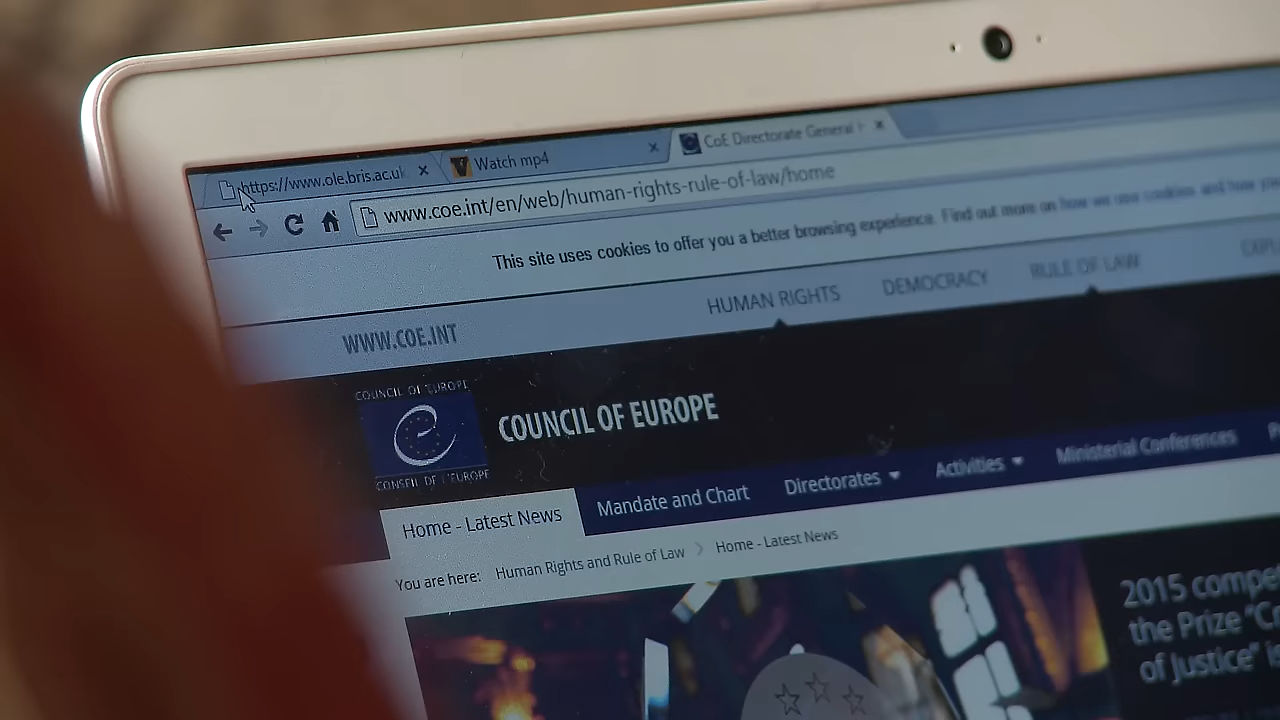 https://www.ole.bris.ac.uk
Watch mp4
CoE Directorate General
www.coe.int/en/web/human-rights-rule-of-law/home
This site uses cookies to offer you a better browsing experience. Find out more on how we use cookies and how you
WWW.COE.INT
HUMAN RIGHTS
DEMOCRACY
RULE OF LAW
COUNCIL OF EUROPE
CONSEIL DE L'EUROPE
COUNCIL OF EUROPE
Home - Latest News
Mandate and Chart
Directorates
Activities
Ministerial Conferences
You are here: Human Rights and Rule of Law Home - Latest News
2015 compe
the Prize "C
of Justice" is